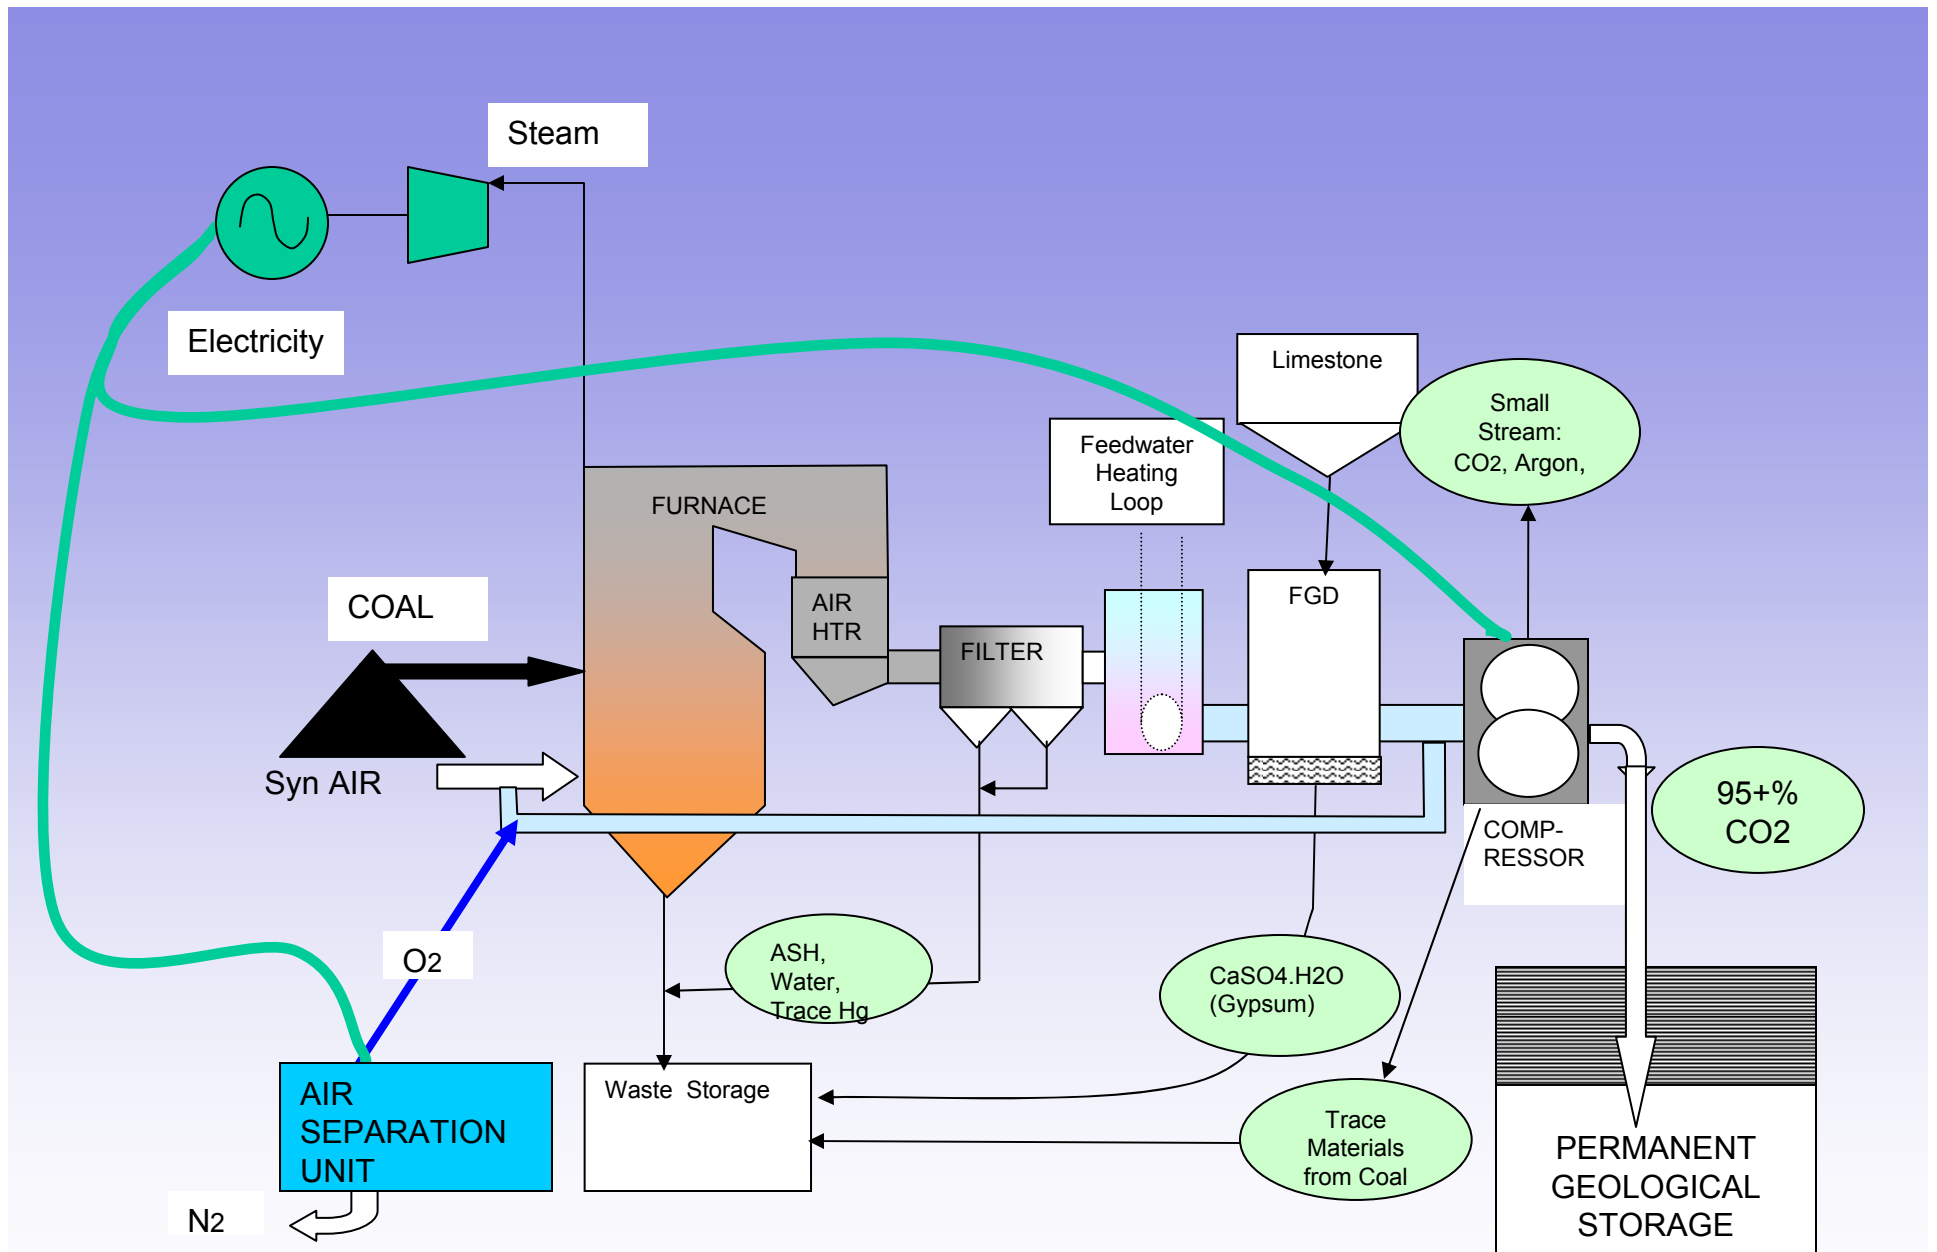 Steam
Electricity
Limestone
Small
Stream:
CO2, Argon,
Feedwater
Heating
Loop
FURNACE
COAL
AIR
HTR
FGD
FILTER
Syn AIR
95+%
CO2
COMP-
RESSOR
O2
ASH,
Water,
Trace Hg
CaSO4.H2O
(Gypsum)
AIR
SEPARATION
UNIT
Waste Storage
Trace
Materials
from Coal
PERMANENT
GEOLOGICAL
STORAGE
N2